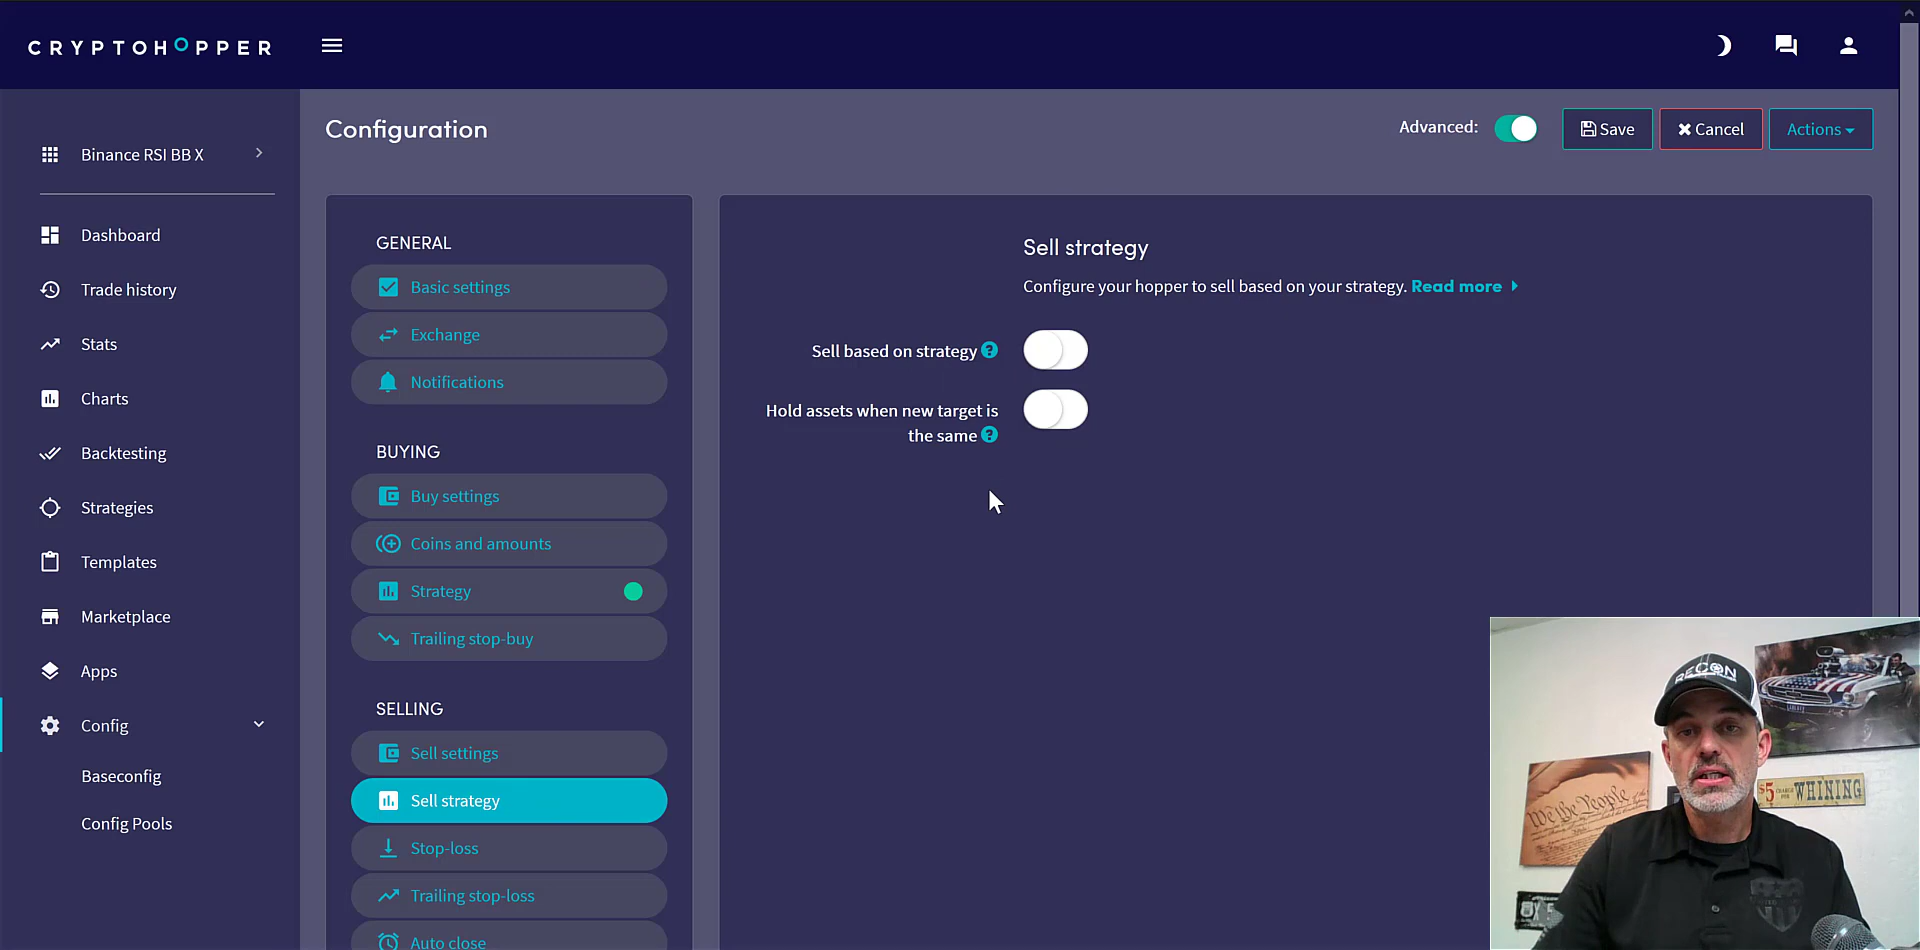 CRYPTOHOPPER
Binance RSI BB X
Dashboard
Trade history
Stats
Charts
Backtesting
Strategies
Templates
Marketplace
Apps
Config
Baseconfig
Config Pools
Configuration
Advanced:
Save
Cancel
Actions
GENERAL
Basic settings
Exchange
Notifications
BUYING
Buy settings
Coins and amounts
Strategy
Trailing stop-buy
SELLING
Sell settings
Sell strategy
Stop-loss
Trailing stop-loss
Auto close
Sell strategy
Configure your hopper to sell based on your strategy. Read more
Sell based on strategy ?
Hold assets when new target is
the same ?
RECON
We the People
$5 CHARGE FOR WHINING